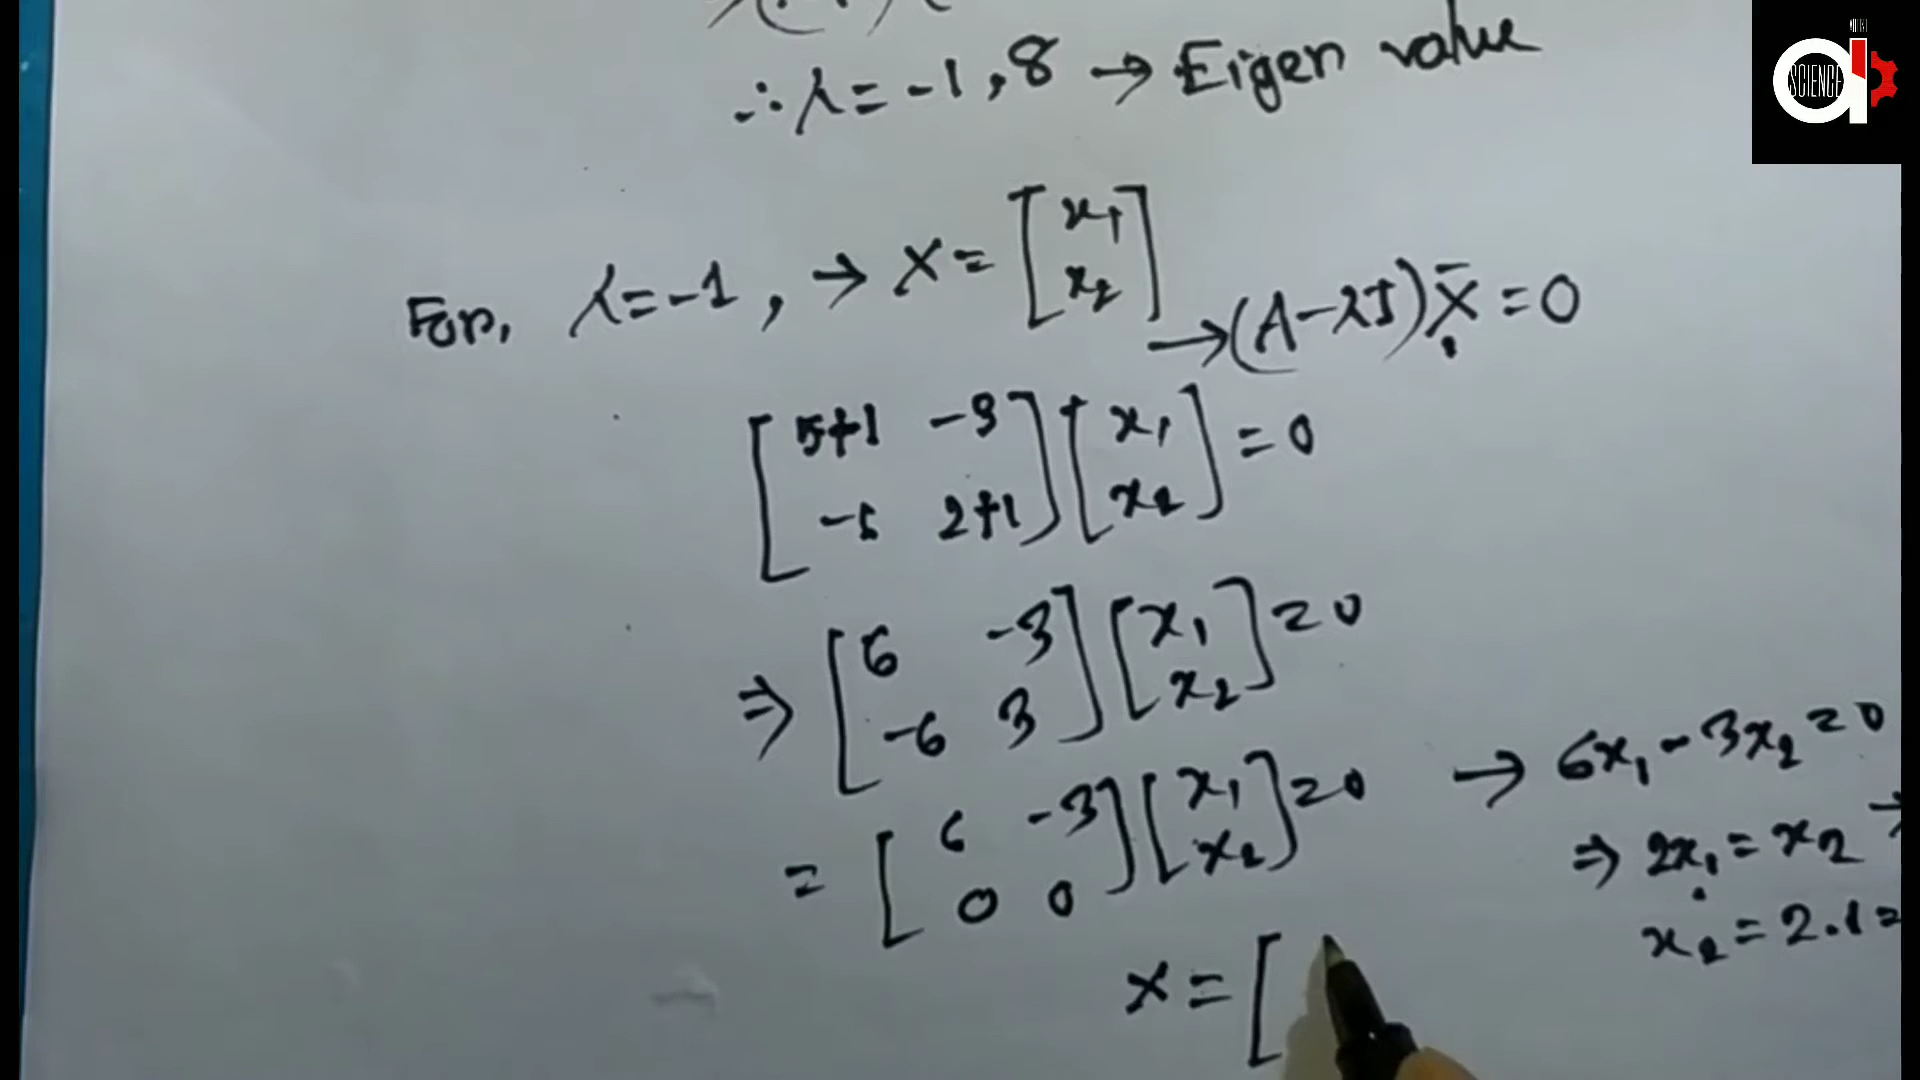 ∴ λ = -1, 8 → Eigen value
For, λ = -1, → X = [x₁
x₂]
→ (A - λI) X̄ = 0
[5+1 -3
-5 2+1] [x₁
x₂] = 0
⇒ [6 -3
-6 3] [x₁
x₂] = 0
= [6 -3
0 0] [x₁
x₂] = 0
→ 6x₁ - 3x₂ = 0
⇒ 2x₁ = x₂ →
x₂ = 2.1 =
X = [
SCIENCE